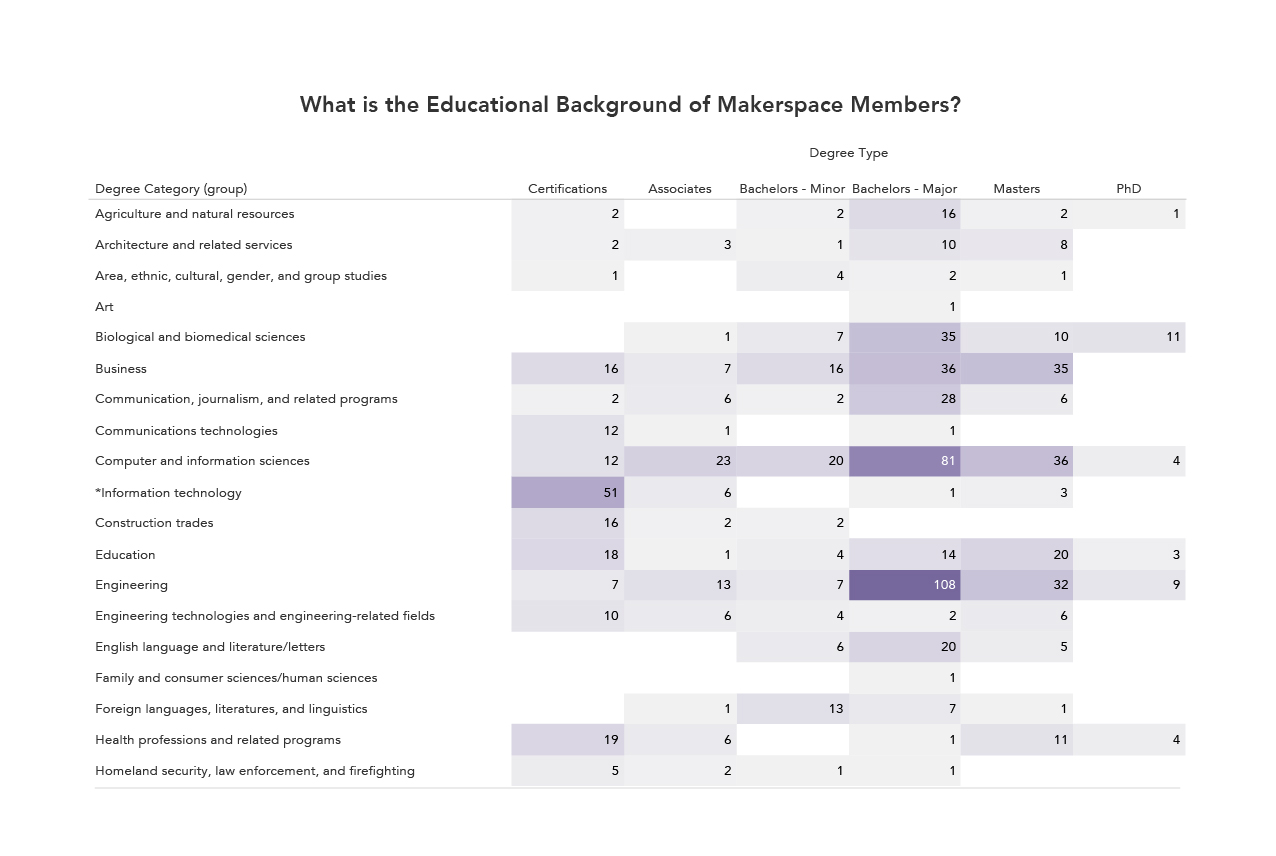 What is the Educational Background of Makerspace Members?
Degree Type
Degree Category (group) Certifications Associates Bachelors - Minor Bachelors - Major Masters PhD
Agriculture and natural resources 2 2 16 2 1
Architecture and related services 2 3 1 10 8
Area, ethnic, cultural, gender, and group studies 1 4 2 1
Art 1
Biological and biomedical sciences 1 7 35 10 11
Business 16 7 16 36 35
Communication, journalism, and related programs 2 6 2 28 6
Communications technologies 12 1 1
Computer and information sciences 12 23 20 81 36 4
*Information technology 51 6 1 3
Construction trades 16 2 2
Education 18 1 4 14 20 3
Engineering 7 13 7 108 32 9
Engineering technologies and engineering-related fields 10 6 4 2 6
English language and literature/letters 6 20 5
Family and consumer sciences/human sciences 1
Foreign languages, literatures, and linguistics 1 13 7 1
Health professions and related programs 19 6 1 11 4
Homeland security, law enforcement, and firefighting 5 2 1 1